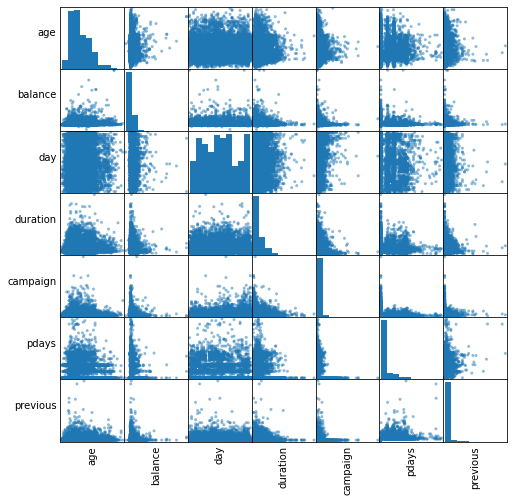 age
balance
day
duration
campaign
pdays
previous
age
balance
day
duration
campaign
pdays
previous